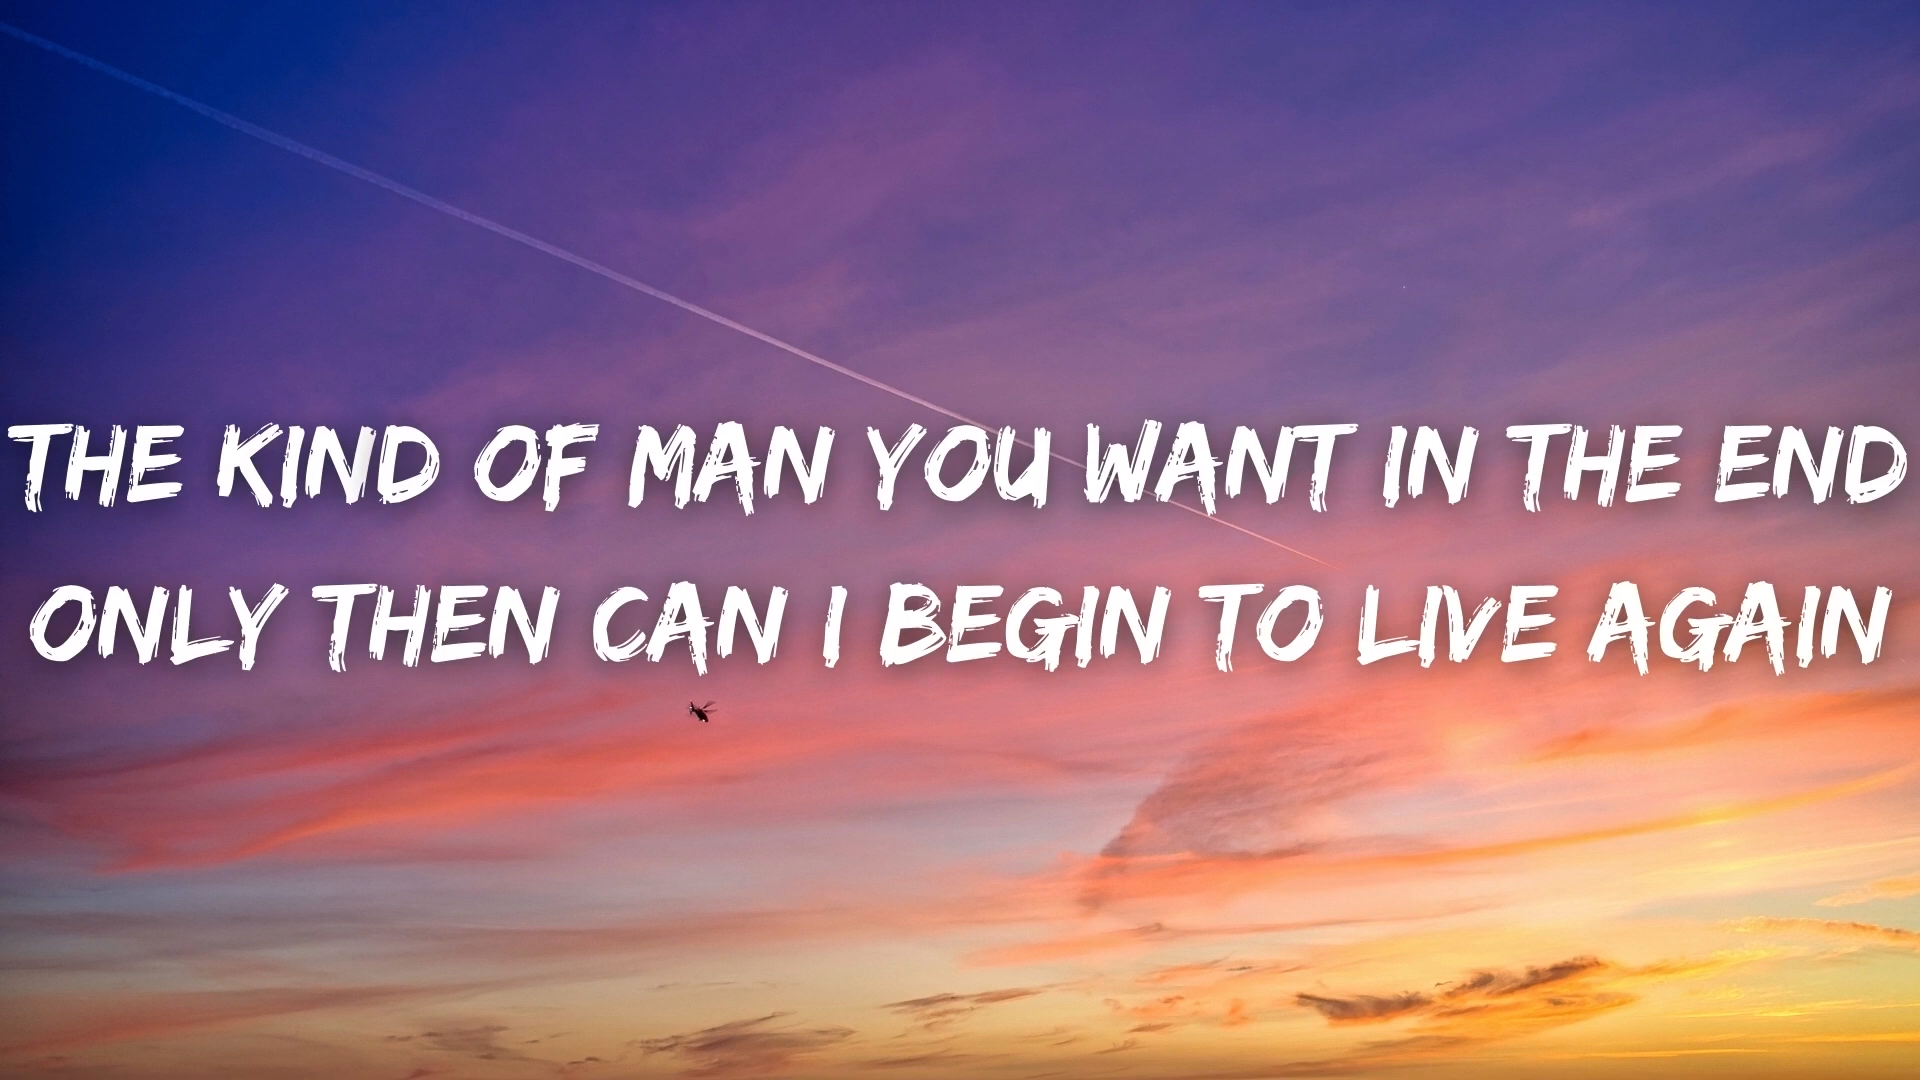 THE KIND OF MAN YOU WANT IN THE END
ONLY THEN CAN I BEGIN TO LIVE AGAIN